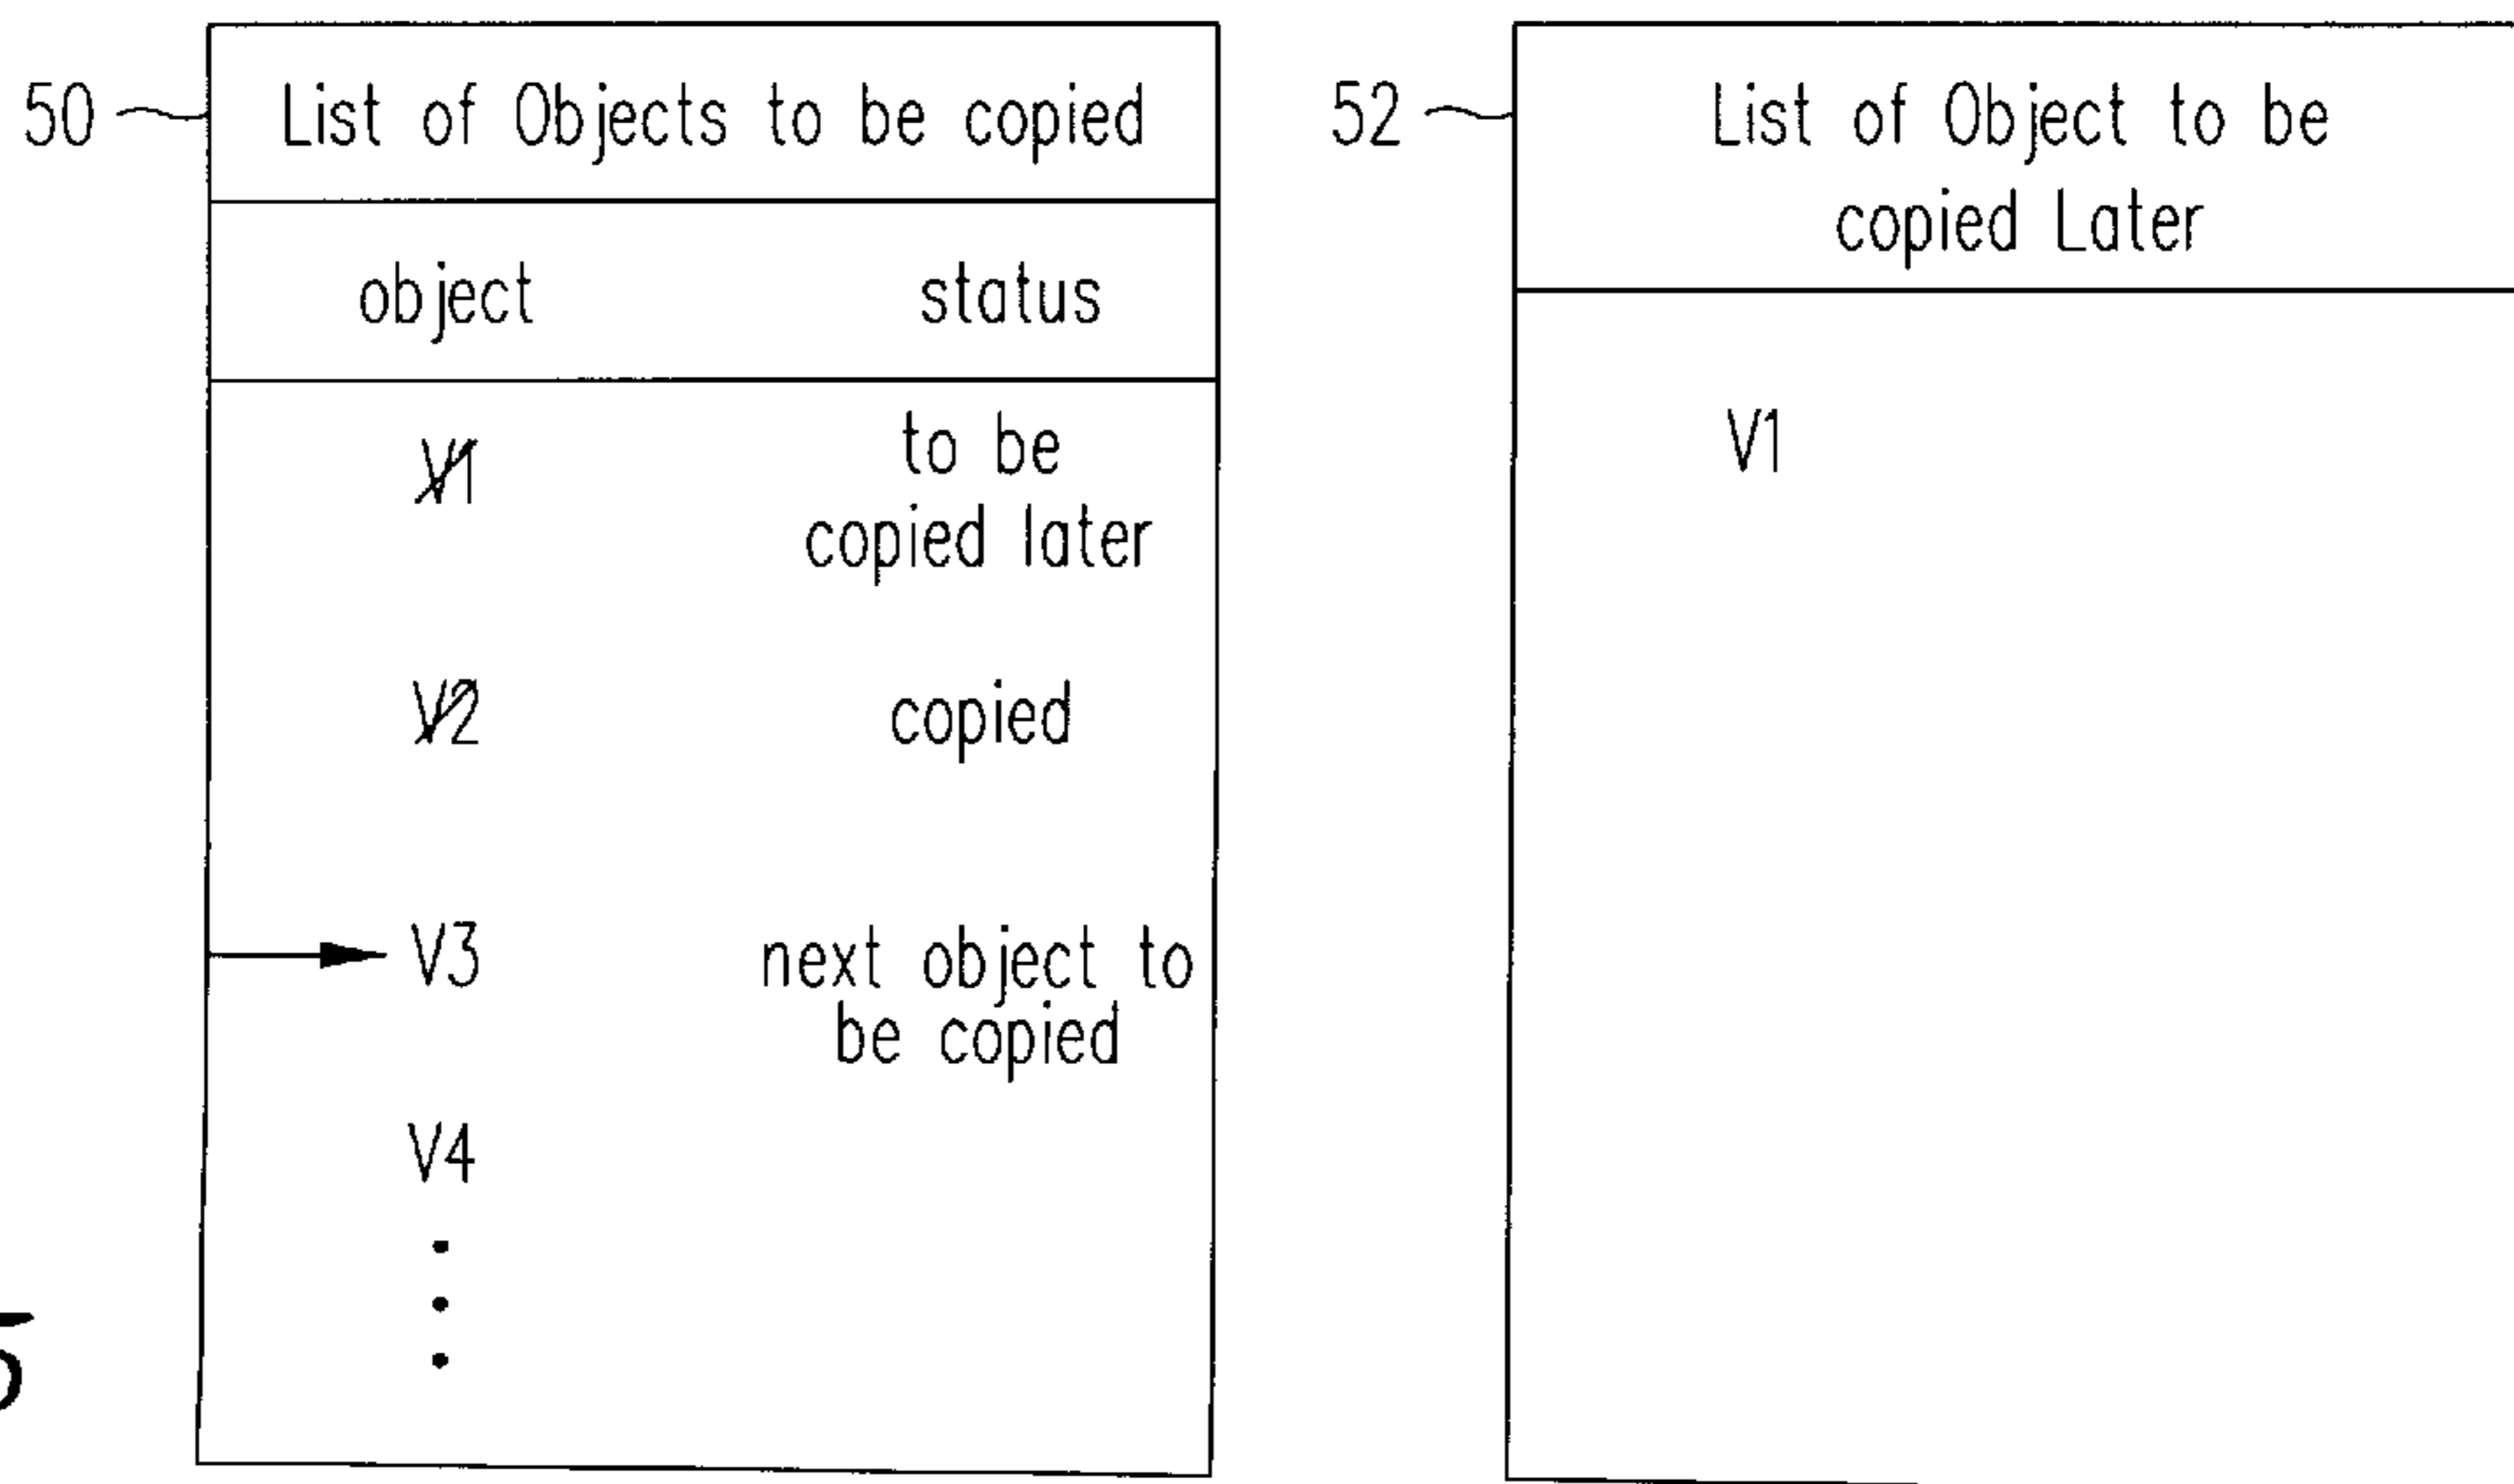 50
List of Objects to be copied
object status
V1 to be
copied later
V2 copied
V3 next object to
be copied
V4
52
List of Object to be
copied Later
V1
5